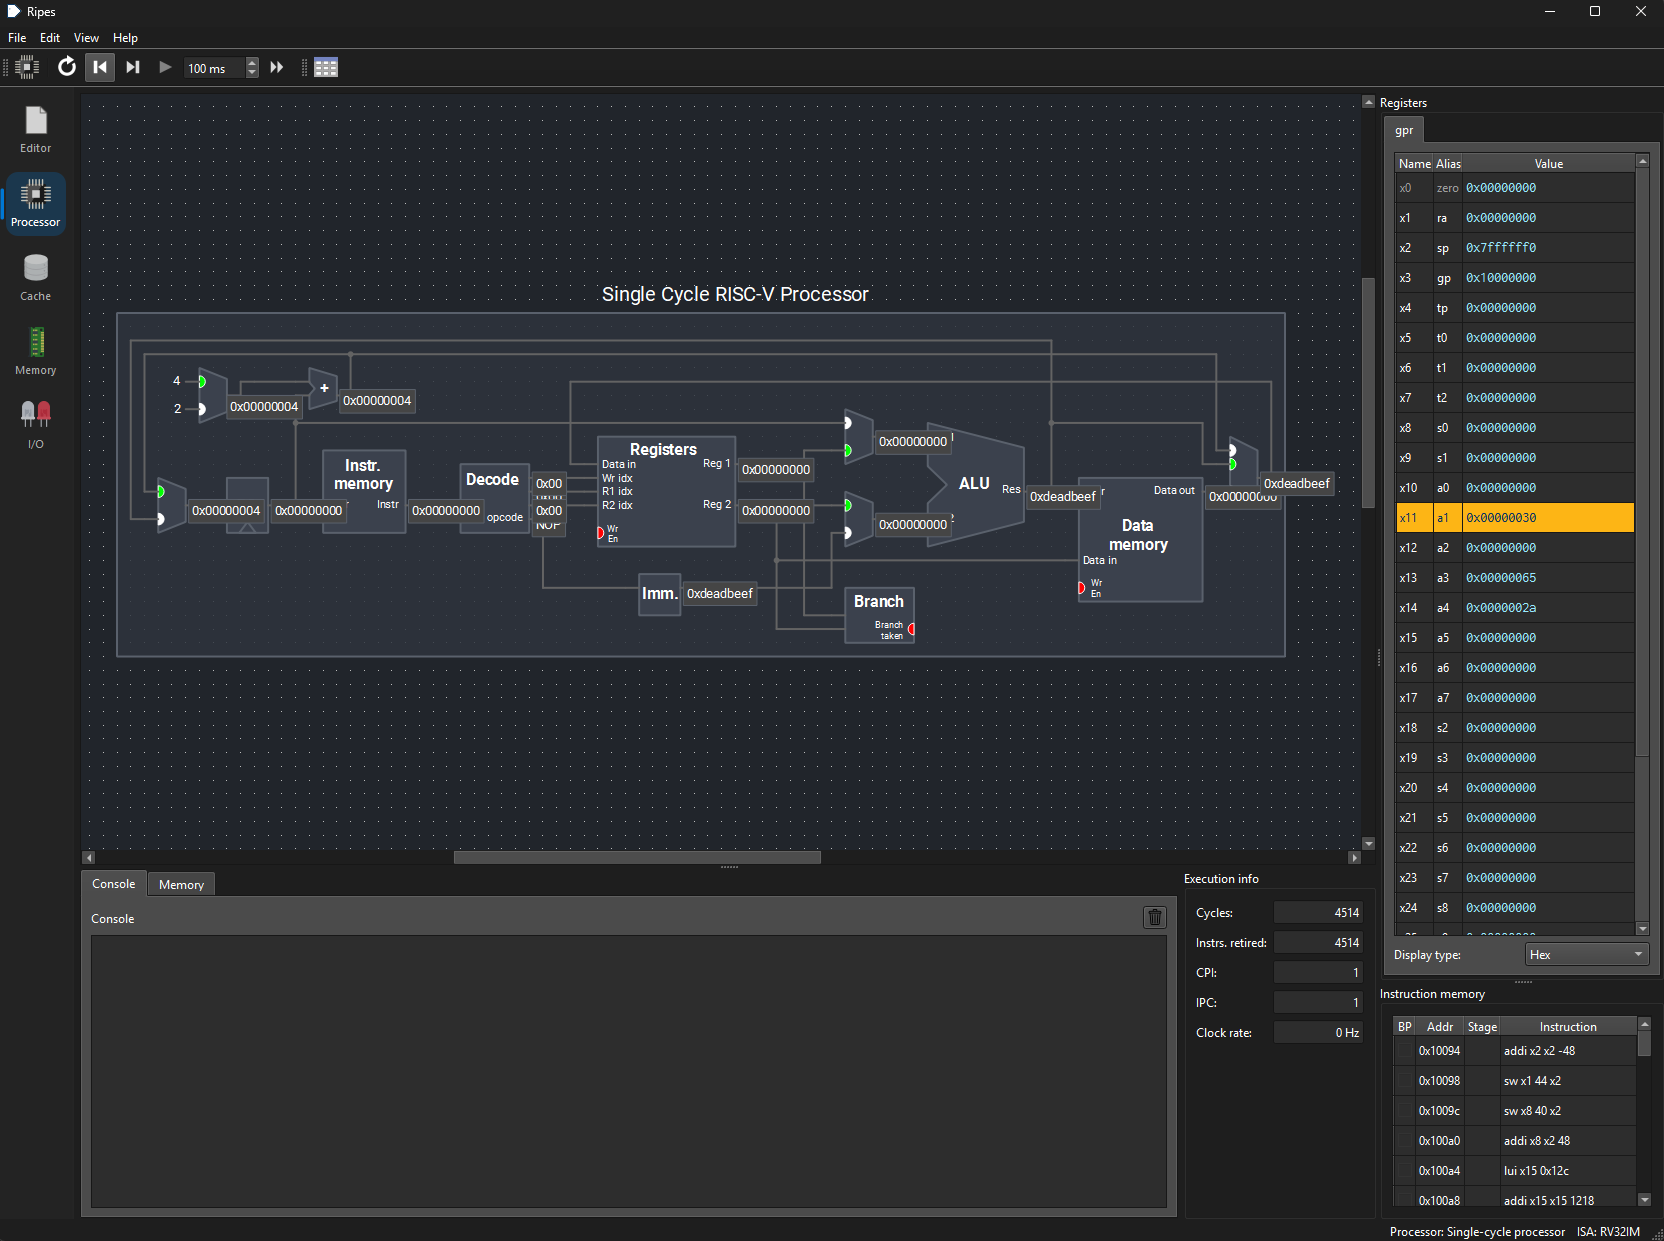 Ripes
File Edit View Help
100 ms
Editor
Processor
Cache
Memory
I/O
Single Cycle RISC-V Processor
4
2
0x00000004
+
0x00000004
0x00000004
0x00000000
Instr.
memory
Instr
0x00000000
Decode
opcode
0x00
0x00
NOP
Registers
Data in
Wr idx
R1 idx
R2 idx
Wr
En
Reg 1
Reg 2
0x00000000
0x00000000
Imm.
0xdeadbeef
0x00000000
0x00000000
ALU
Res
0xdeadbeef
Branch
Branch
taken
Data
memory
Data out
Data in
Wr
En
0x00000000
0xdeadbeef
Registers
gpr
Name Alias Value
x0 zero 0x00000000
x1 ra 0x00000000
x2 sp 0x7ffffff0
x3 gp 0x10000000
x4 tp 0x00000000
x5 t0 0x00000000
x6 t1 0x00000000
x7 t2 0x00000000
x8 s0 0x00000000
x9 s1 0x00000000
x10 a0 0x00000000
x11 a1 0x00000030
x12 a2 0x00000000
x13 a3 0x00000065
x14 a4 0x0000002a
x15 a5 0x00000000
x16 a6 0x00000000
x17 a7 0x00000000
x18 s2 0x00000000
x19 s3 0x00000000
x20 s4 0x00000000
x21 s5 0x00000000
x22 s6 0x00000000
x23 s7 0x00000000
x24 s8 0x00000000
Display type: Hex
Console Memory
Console
Execution info
Cycles: 4514
Instrs. retired: 4514
CPI: 1
IPC: 1
Clock rate: 0 Hz
Instruction memory
BP Addr Stage Instruction
0x10094 addi x2 x2 -48
0x10098 sw x1 44 x2
0x1009c sw x8 40 x2
0x100a0 addi x8 x2 48
0x100a4 lui x15 0x12c
0x100a8 addi x15 x15 1218
Processor: Single-cycle processor ISA: RV32IM